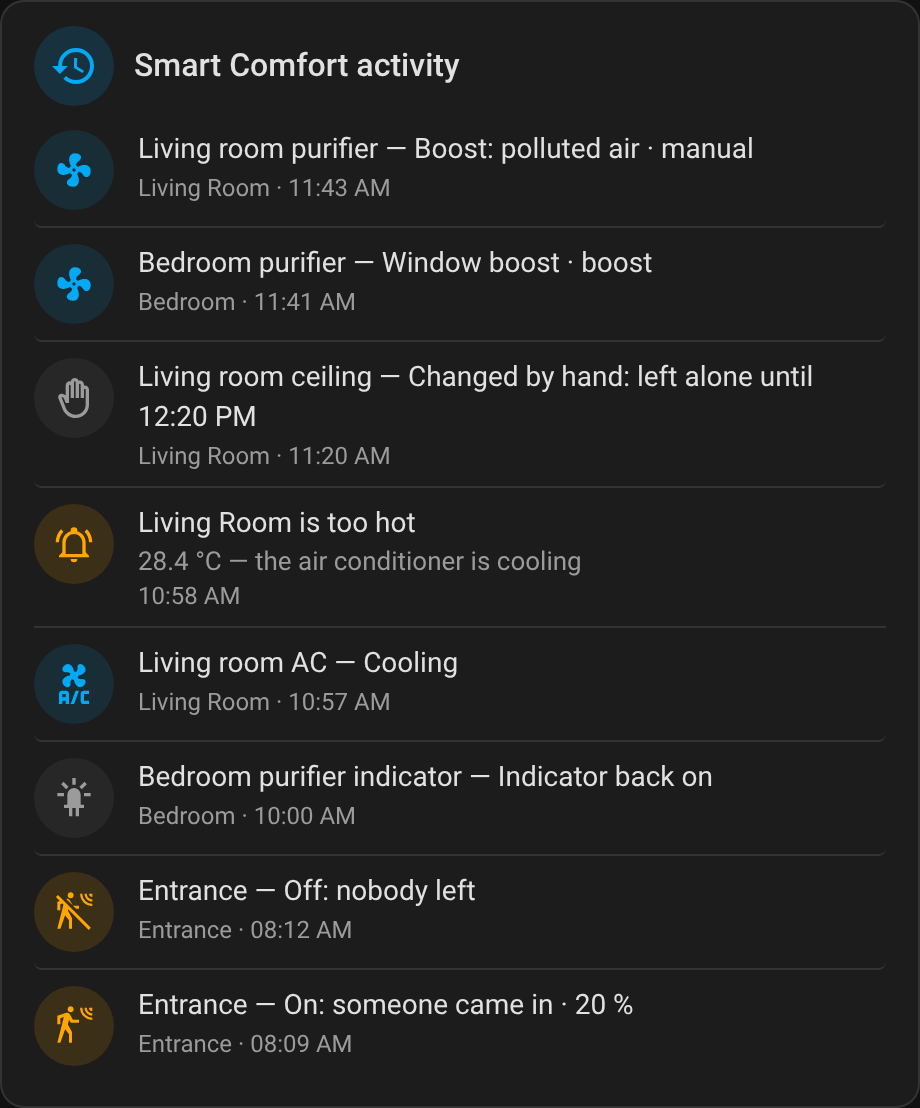 Smart Comfort activity
Living room purifier — Boost: polluted air · manual
Living Room · 11:43 AM
Bedroom purifier — Window boost · boost
Bedroom · 11:41 AM
Living room ceiling — Changed by hand: left alone until
12:20 PM
Living Room · 11:20 AM
Living Room is too hot
28.4 °C — the air conditioner is cooling
10:58 AM
A/C
Living room AC — Cooling
Living Room · 10:57 AM
Bedroom purifier indicator — Indicator back on
Bedroom · 10:00 AM
Entrance — Off: nobody left
Entrance · 08:12 AM
Entrance — On: someone came in · 20 %
Entrance · 08:09 AM